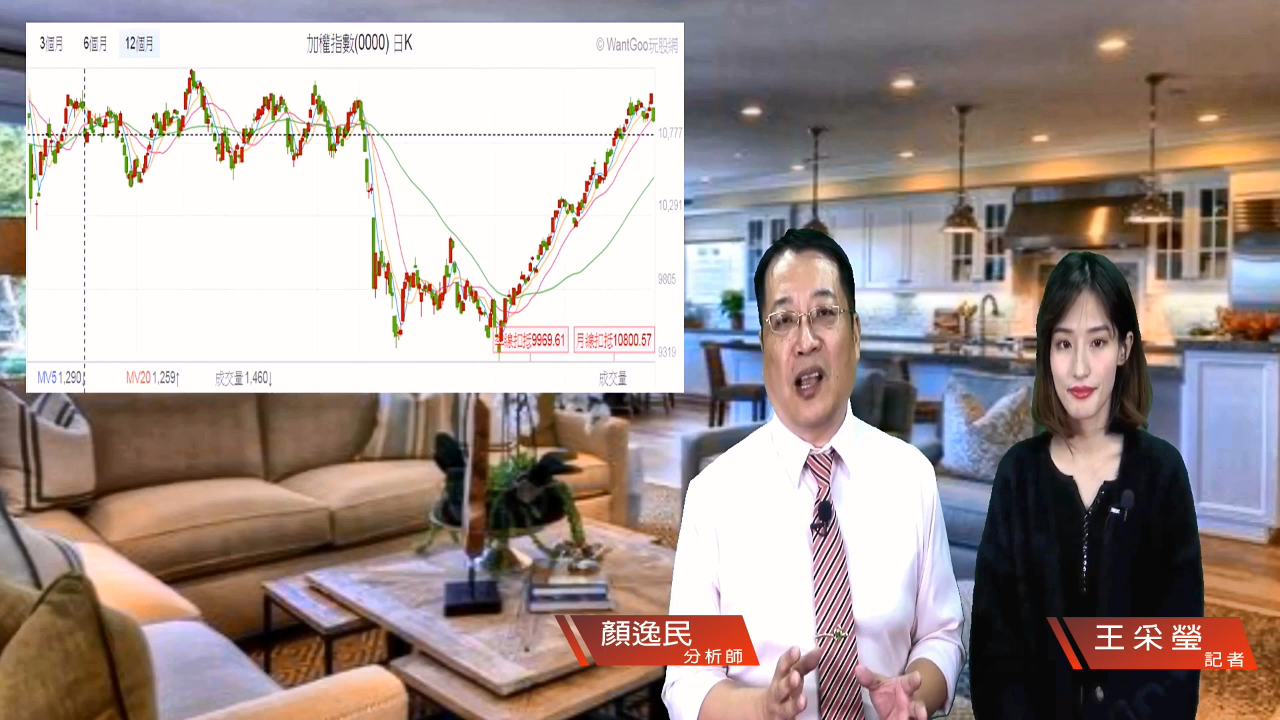 3個月 6個月 12個月 加權指數(0000) 日K © WantGoo玩股網
10,777
10,291
9805
9319
季線扣抵9969.61 月線扣抵10800.57
MV5 1,290↓ MV20 1,259↑ 成交量 1,460↓ 成交量
顏逸民
分析師
王采瑩
記者